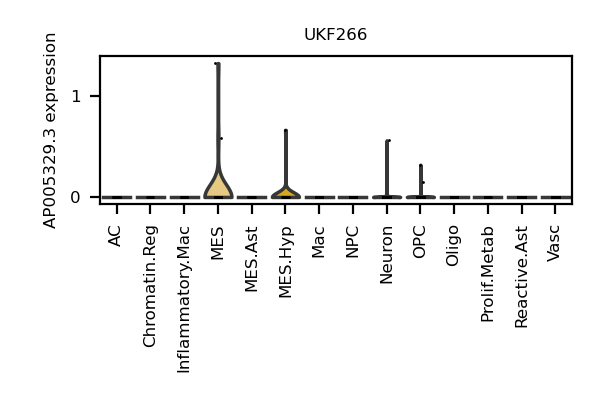 UKF266
AP005329.3 expression
1
0
AC
Chromatin.Reg
Inflammatory.Mac
MES
MES.Ast
MES.Hyp
Mac
NPC
Neuron
OPC
Oligo
Prolif.Metab
Reactive.Ast
Vasc